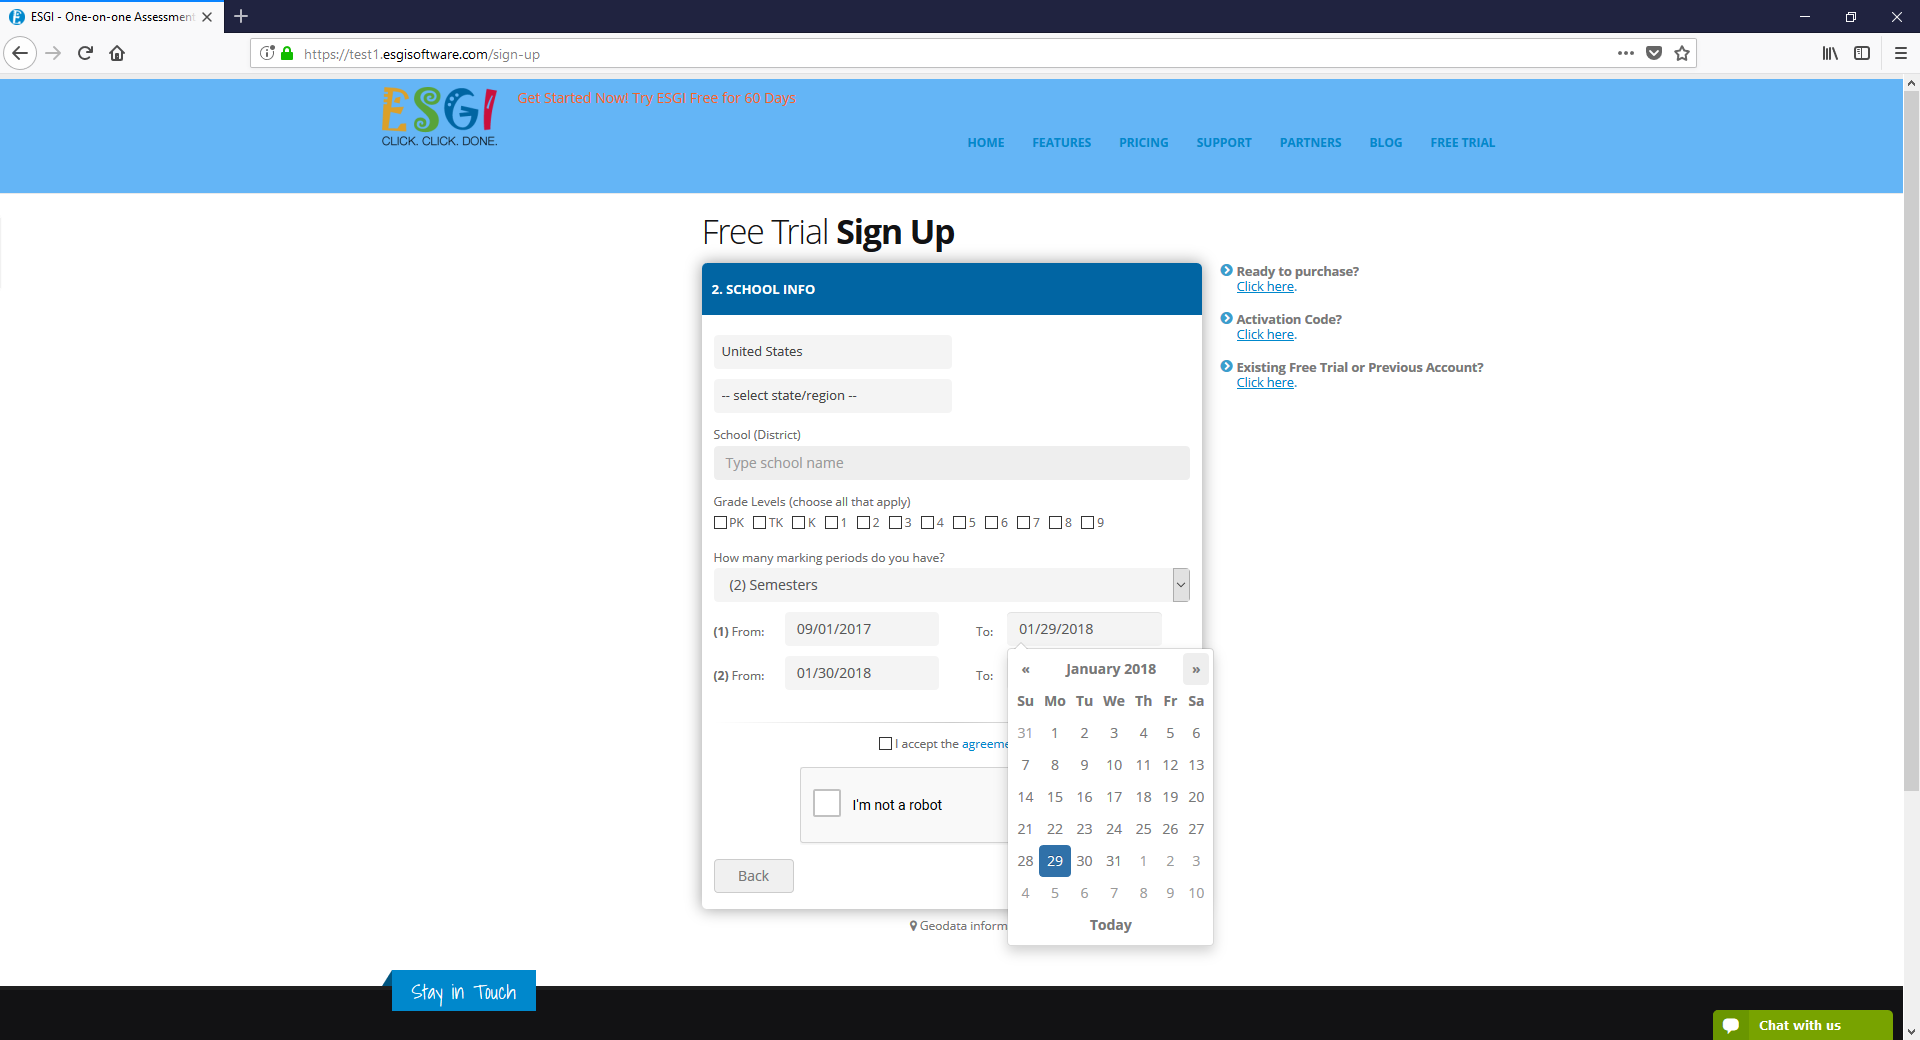 ESGI - One-on-one Assessment
https://test1.esgisoftware.com/sign-up
ESGI
CLICK. CLICK. DONE.
Get Started Now! Try ESGI Free for 60 Days
HOME FEATURES PRICING SUPPORT PARTNERS BLOG FREE TRIAL
Free Trial Sign Up
2. SCHOOL INFO
United States
-- select state/region --
School (District)
Type school name
Grade Levels (choose all that apply)
PK TK K 1 2 3 4 5 6 7 8 9
How many marking periods do you have?
(2) Semesters
(1) From: 09/01/2017 To: 01/29/2018
(2) From: 01/30/2018 To:
« January 2018 »
Su Mo Tu We Th Fr Sa
31 1 2 3 4 5 6
7 8 9 10 11 12 13
14 15 16 17 18 19 20
21 22 23 24 25 26 27
28 29 30 31 1 2 3
4 5 6 7 8 9 10
Today
I accept the agreeme
I'm not a robot
Back
Geodata inform
Ready to purchase?
Click here.
Activation Code?
Click here.
Existing Free Trial or Previous Account?
Click here.
Stay in Touch
Chat with us